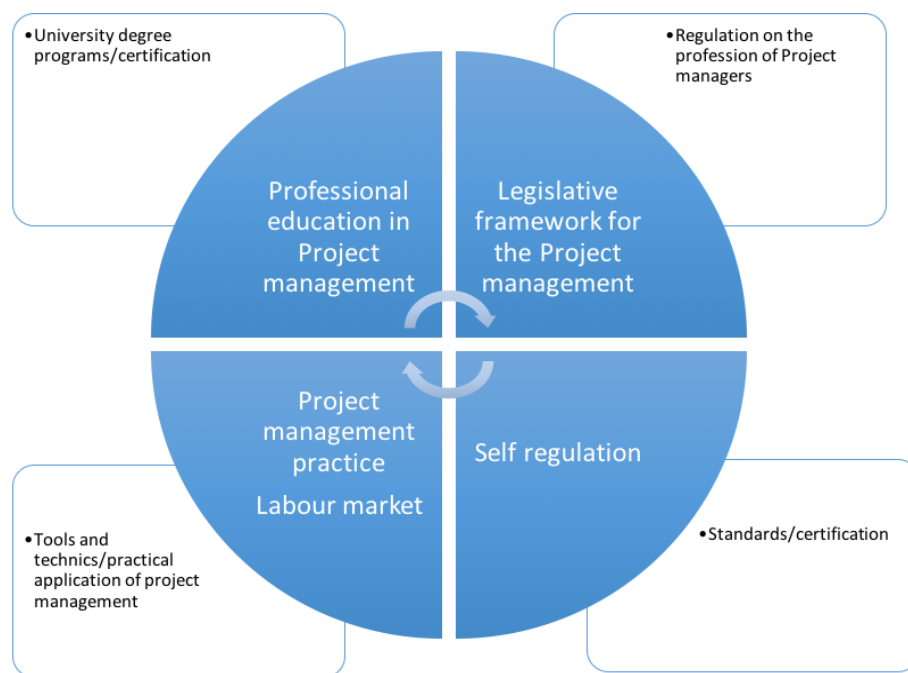 •University degree
programs/certification
•Regulation on the
profession of Project
managers
Professional
education in
Project
management
Legislative
framework for
the Project
management
Project
management
practice
Labour market
Self regulation
•Tools and
technics/practical
application of project
management
•Standards/certification